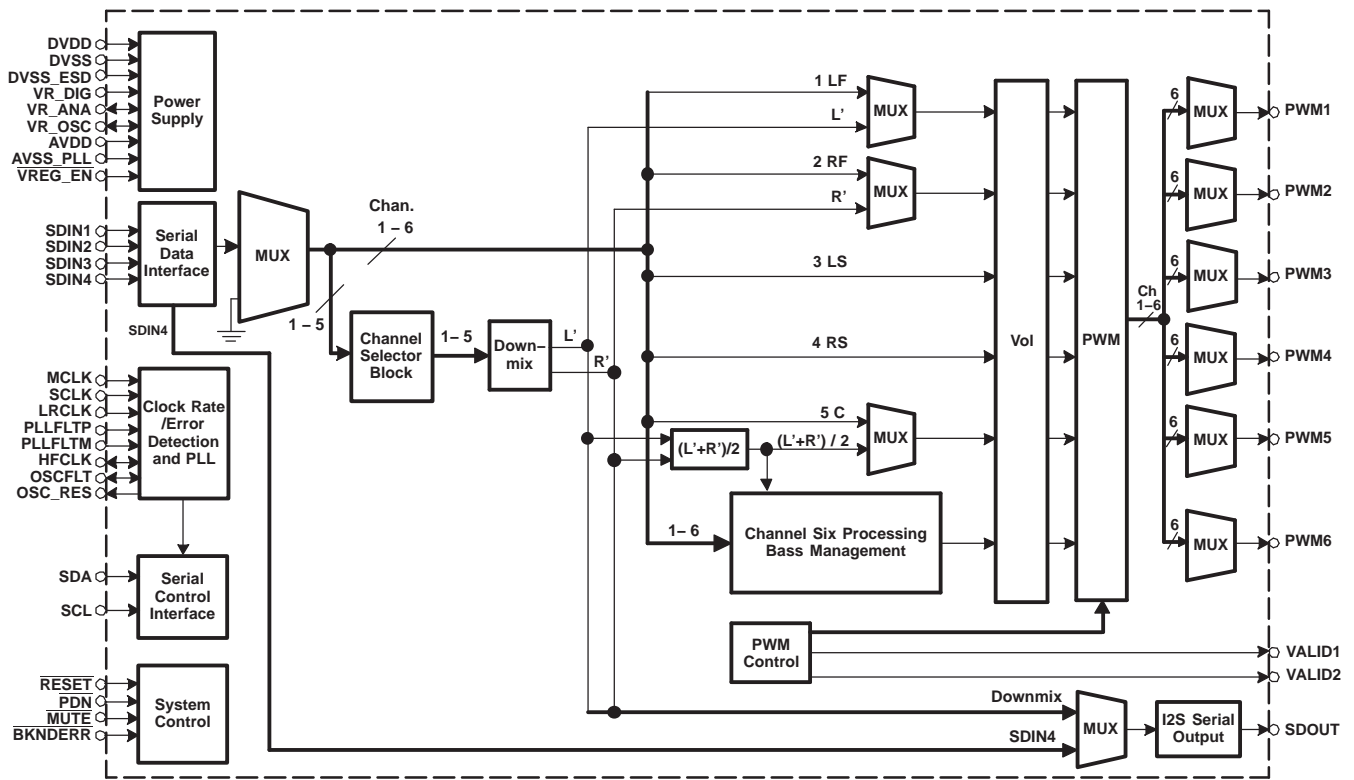 DVDD
DVSS
DVSS_ESD
VR_DIG
VR_ANA
VR_OSC
AVDD
AVSS_PLL
VREG_EN
Power
Supply
SDIN1
SDIN2
SDIN3
SDIN4
Serial
Data
Interface
MUX
SDIN4
Chan.
1 – 6
1 – 5
Channel
Selector
Block
1– 5
Down–
mix
L’
R’
MCLK
SCLK
LRCLK
PLLFLTP
PLLFLTM
HFCLK
OSCFLT
OSC_RES
Clock Rate
/Error
Detection
and PLL
SDA
SCL
Serial
Control
Interface
RESET
PDN
MUTE
BKNDERR
System
Control
1 LF
L’
MUX
2 RF
R’
MUX
3 LS
4 RS
5 C
(L’+R’)/2
(L’+R’) / 2
MUX
1– 6
Channel Six Processing
Bass Management
Vol
PWM
PWM
Control
Ch
1–6
6
MUX
PWM1
6
MUX
PWM2
6
MUX
PWM3
6
MUX
PWM4
6
MUX
PWM5
6
MUX
PWM6
VALID1
VALID2
Downmix
SDIN4
MUX
I2S Serial
Output
SDOUT